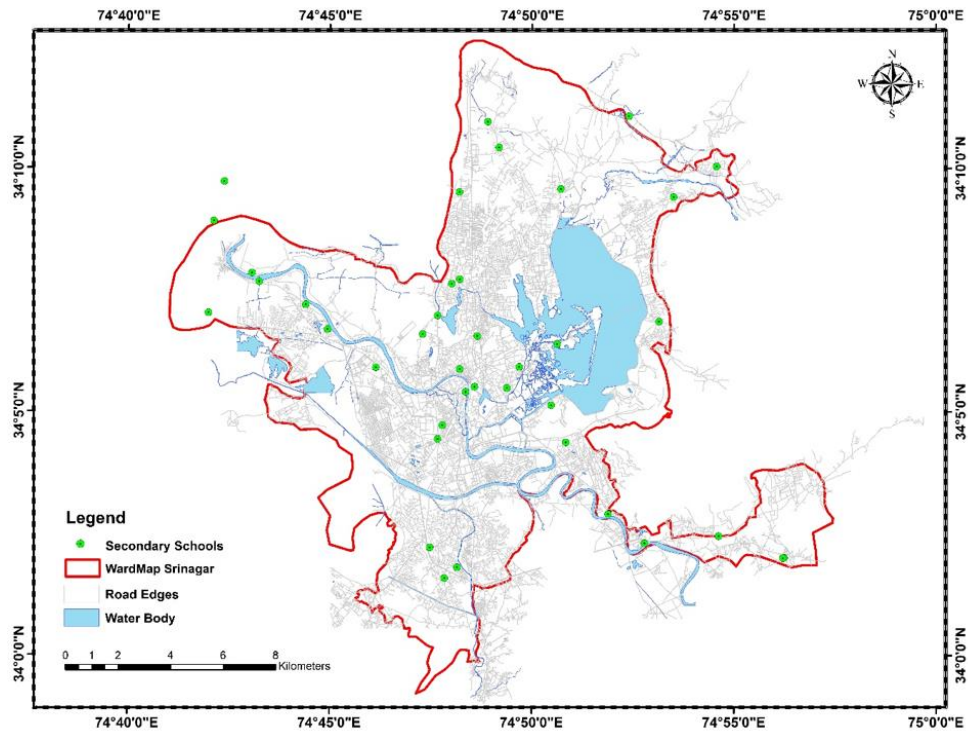 74°40'0"E 74°45'0"E 74°50'0"E 74°55'0"E 75°0'0"E
N
W E
S
34°10'0"N 34°10'0"N
34°5'0"N 34°5'0"N
Legend
Secondary Schools
WardMap Srinagar
Road Edges
Water Body
0 1 2 4 6 8
Kilometers
34°0'0"N 34°0'0"N
74°40'0"E 74°45'0"E 74°50'0"E 74°55'0"E 75°0'0"E